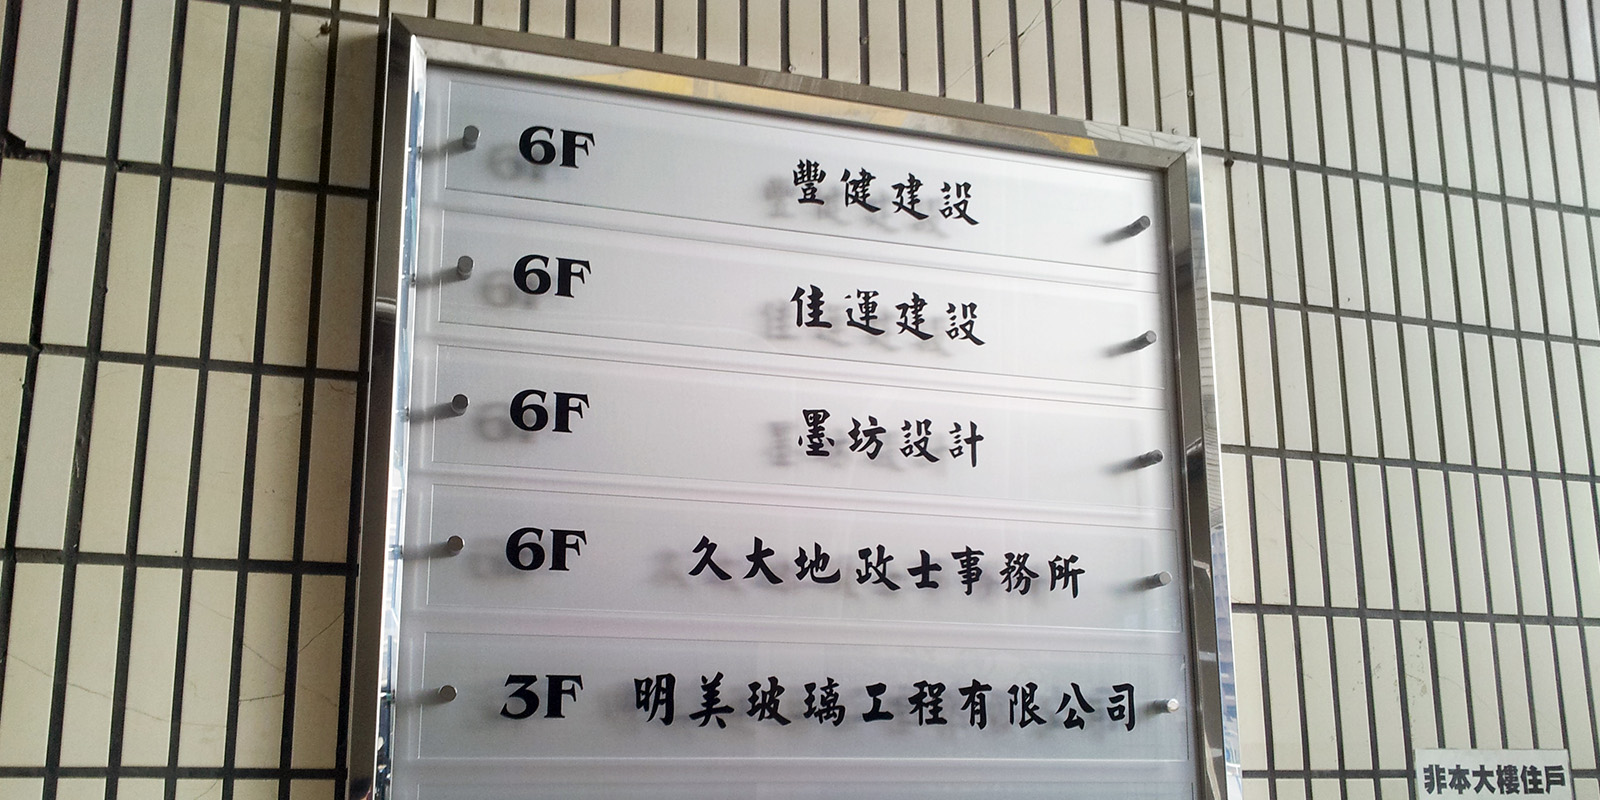 6F 豐健建設
6F 佳運建設
6F 墨坊設計
6F 久大地政士事務所
3F 明美玻璃工程有限公司
非本大樓住戶